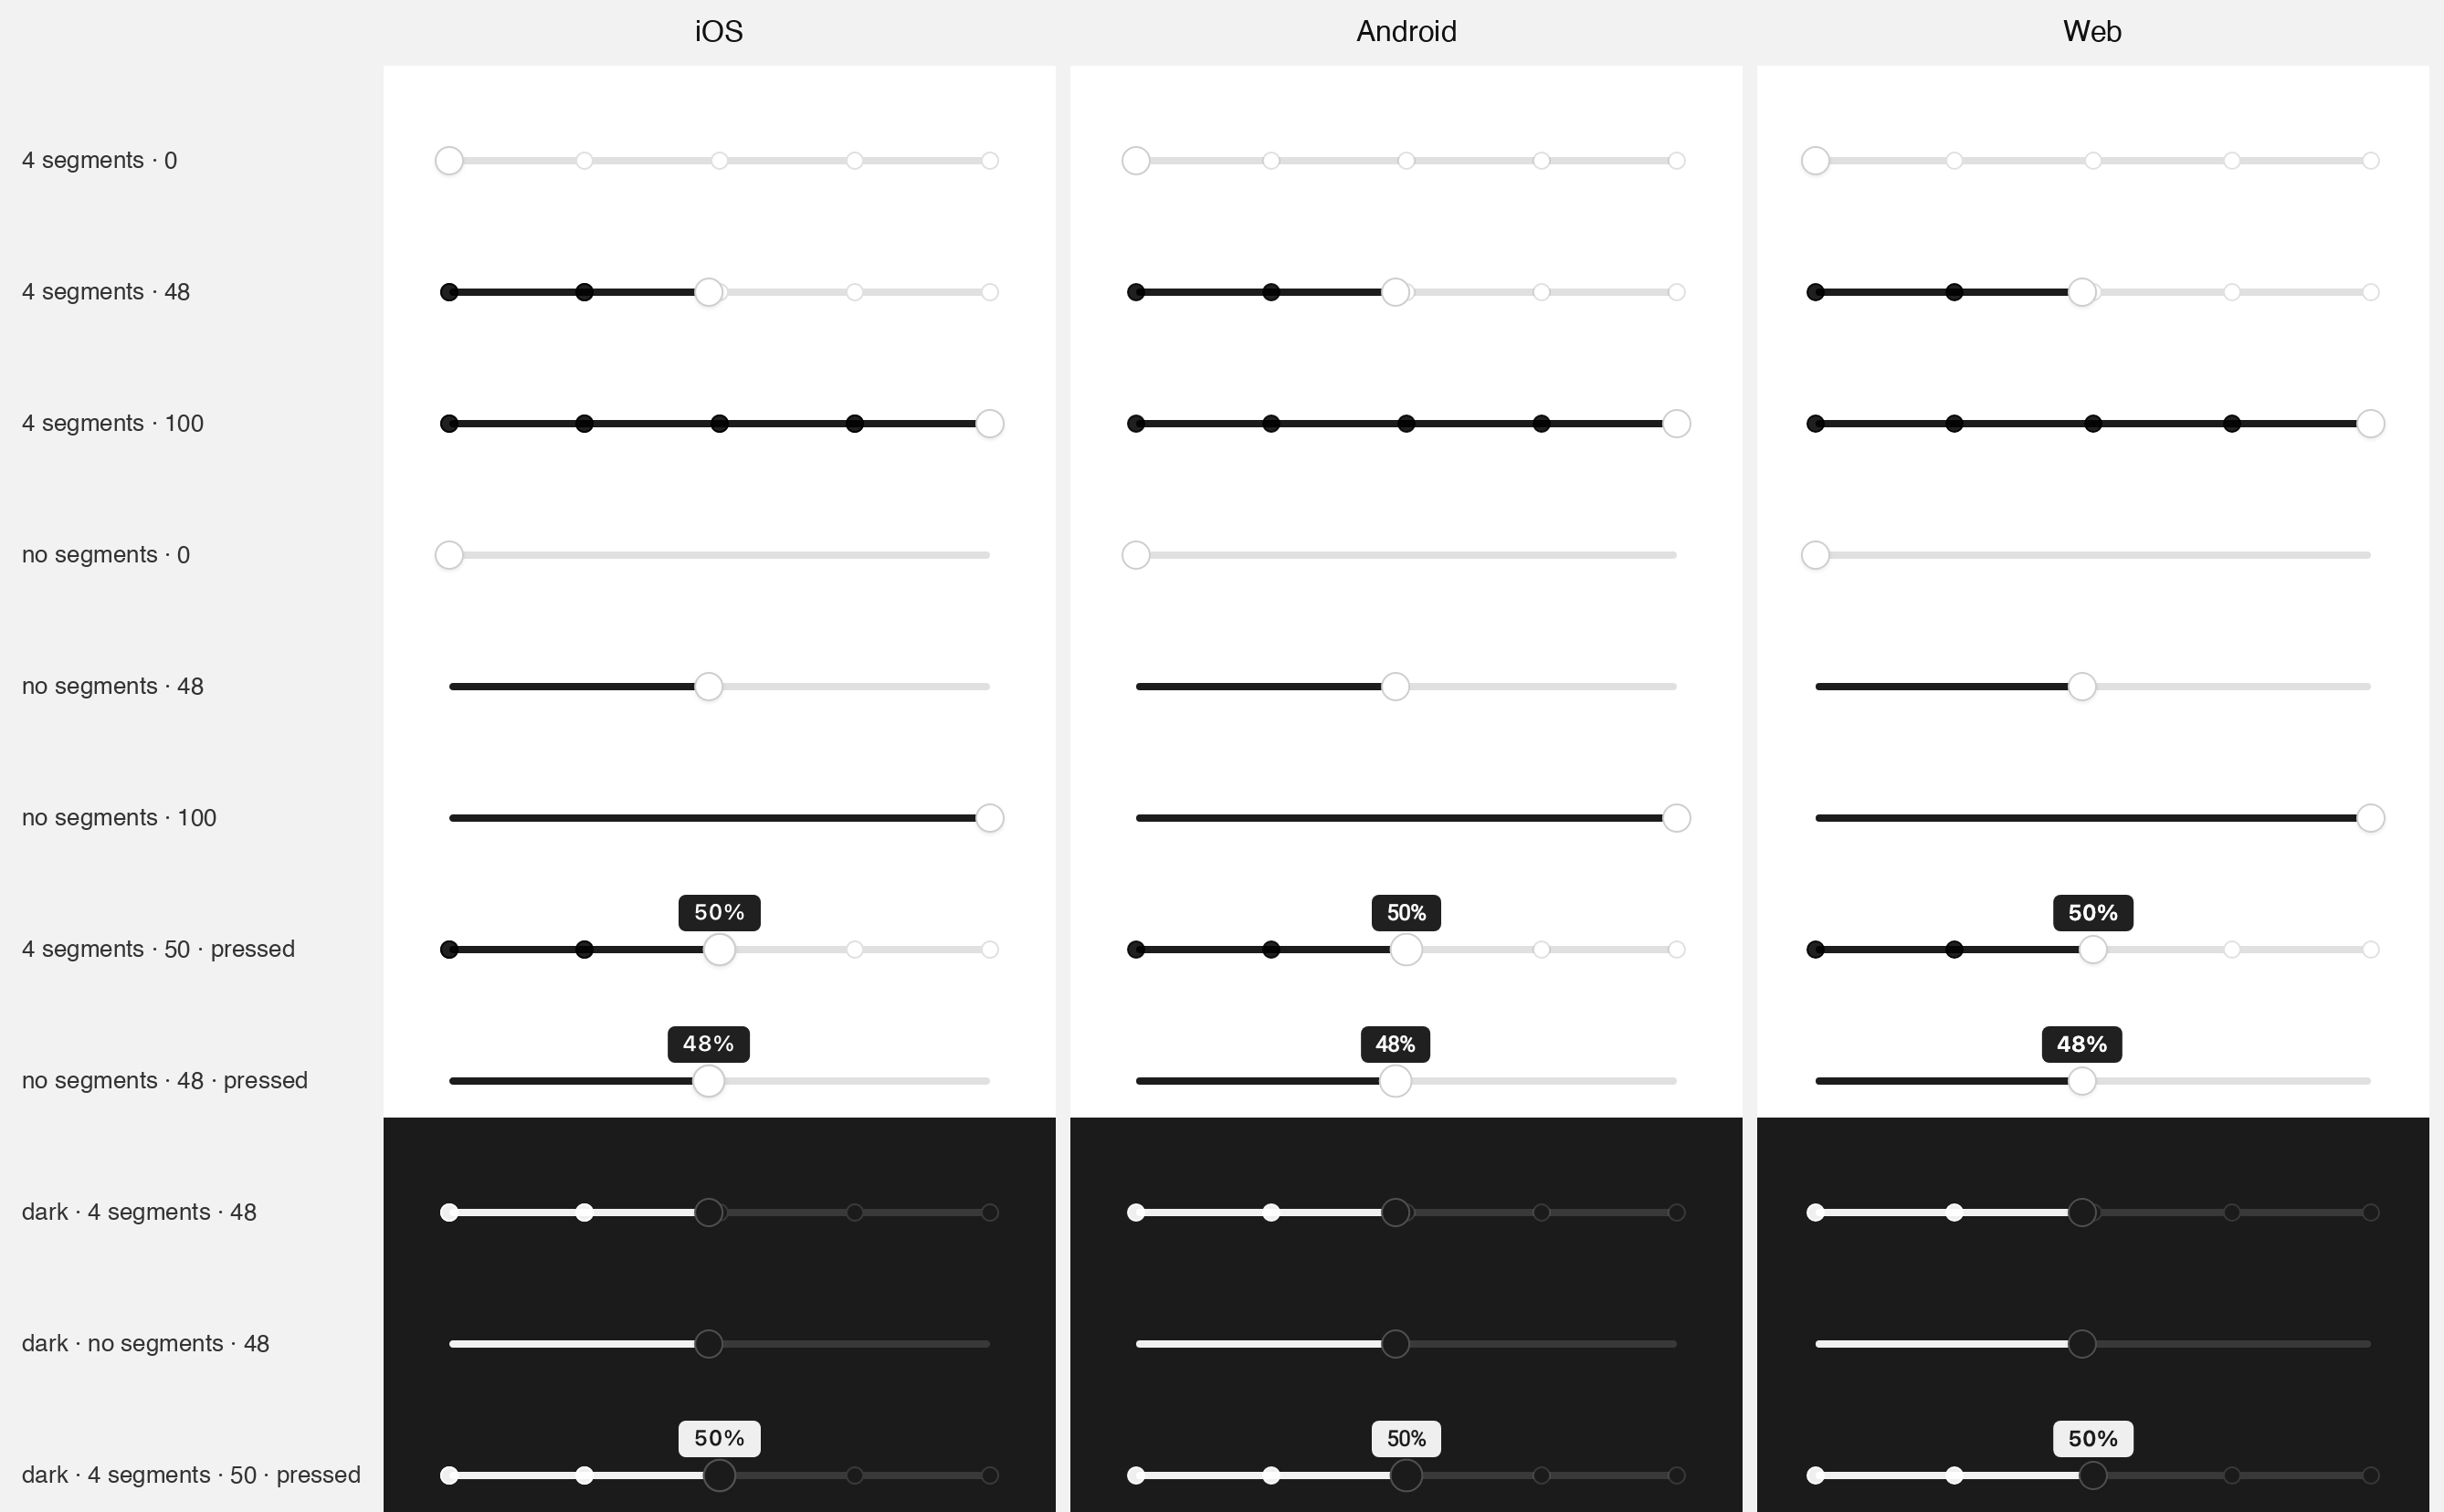 iOS Android Web
4 segments · 0
4 segments · 48
4 segments · 100
no segments · 0
no segments · 48
no segments · 100
50% 50% 50%
4 segments · 50 · pressed
48% 48% 48%
no segments · 48 · pressed
dark · 4 segments · 48
dark · no segments · 48
50% 50% 50%
dark · 4 segments · 50 · pressed